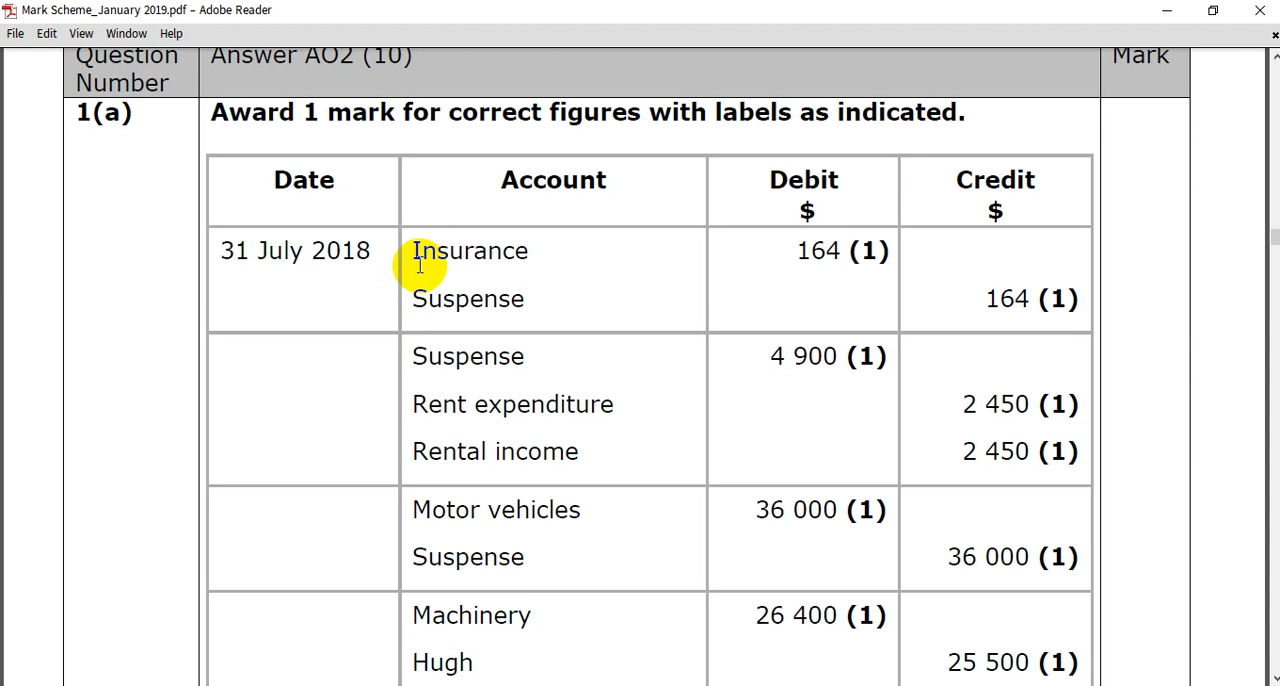 Mark Scheme_January 2019.pdf – Adobe Reader
File Edit View Window Help
Question Number Answer AO2 (10) Mark
1(a) Award 1 mark for correct figures with labels as indicated.
Date Account Debit $ Credit $
31 July 2018 Insurance 164 (1)
Suspense 164 (1)
Suspense 4 900 (1)
Rent expenditure 2 450 (1)
Rental income 2 450 (1)
Motor vehicles 36 000 (1)
Suspense 36 000 (1)
Machinery 26 400 (1)
Hugh 25 500 (1)